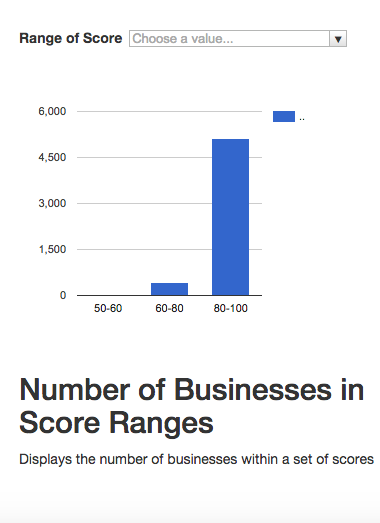 Range of Score Choose a value...
6,000
..
4,500
3,000
1,500
0
50-60 60-80 80-100
Number of Businesses in
Score Ranges
Displays the number of businesses within a set of scores